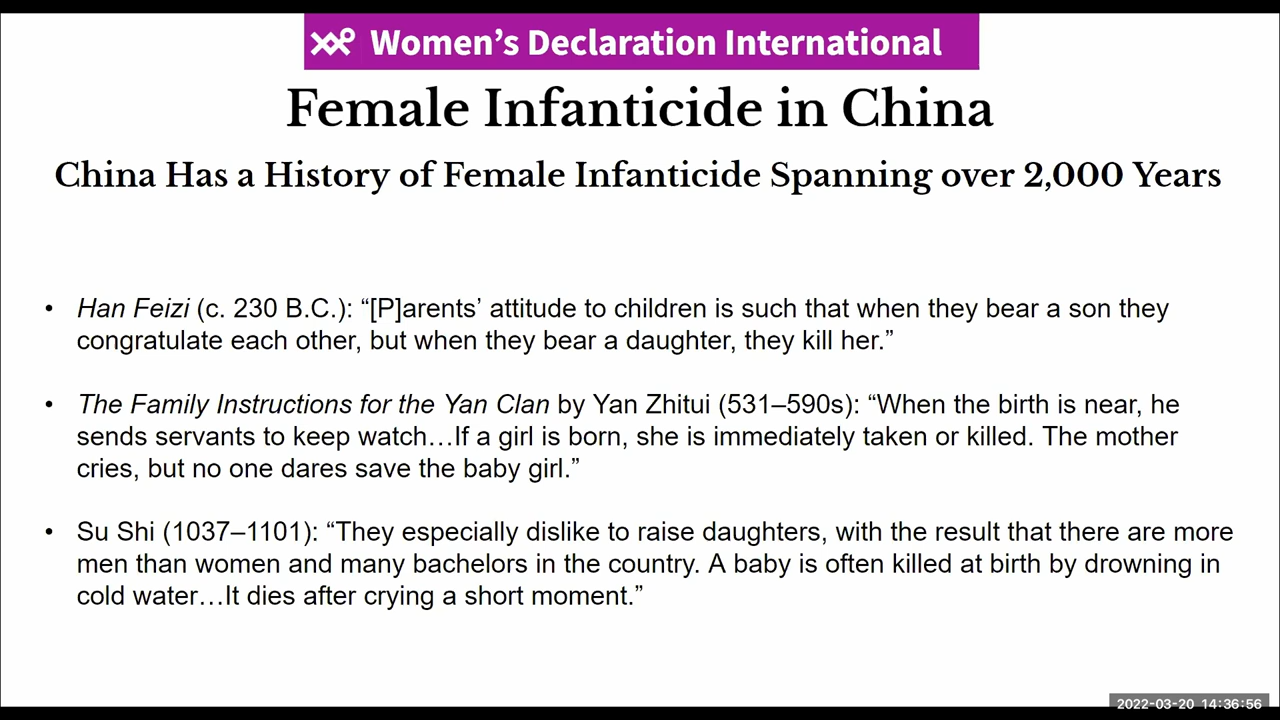 Women’s Declaration International
Female Infanticide in China
China Has a History of Female Infanticide Spanning over 2,000 Years
• Han Feizi (c. 230 B.C.): “[P]arents’ attitude to children is such that when they bear a son they
congratulate each other, but when they bear a daughter, they kill her.”
• The Family Instructions for the Yan Clan by Yan Zhitui (531–590s): “When the birth is near, he
sends servants to keep watch…If a girl is born, she is immediately taken or killed. The mother
cries, but no one dares save the baby girl.”
• Su Shi (1037–1101): “They especially dislike to raise daughters, with the result that there are more
men than women and many bachelors in the country. A baby is often killed at birth by drowning in
cold water…It dies after crying a short moment.”
2022-03-20 14:36:56